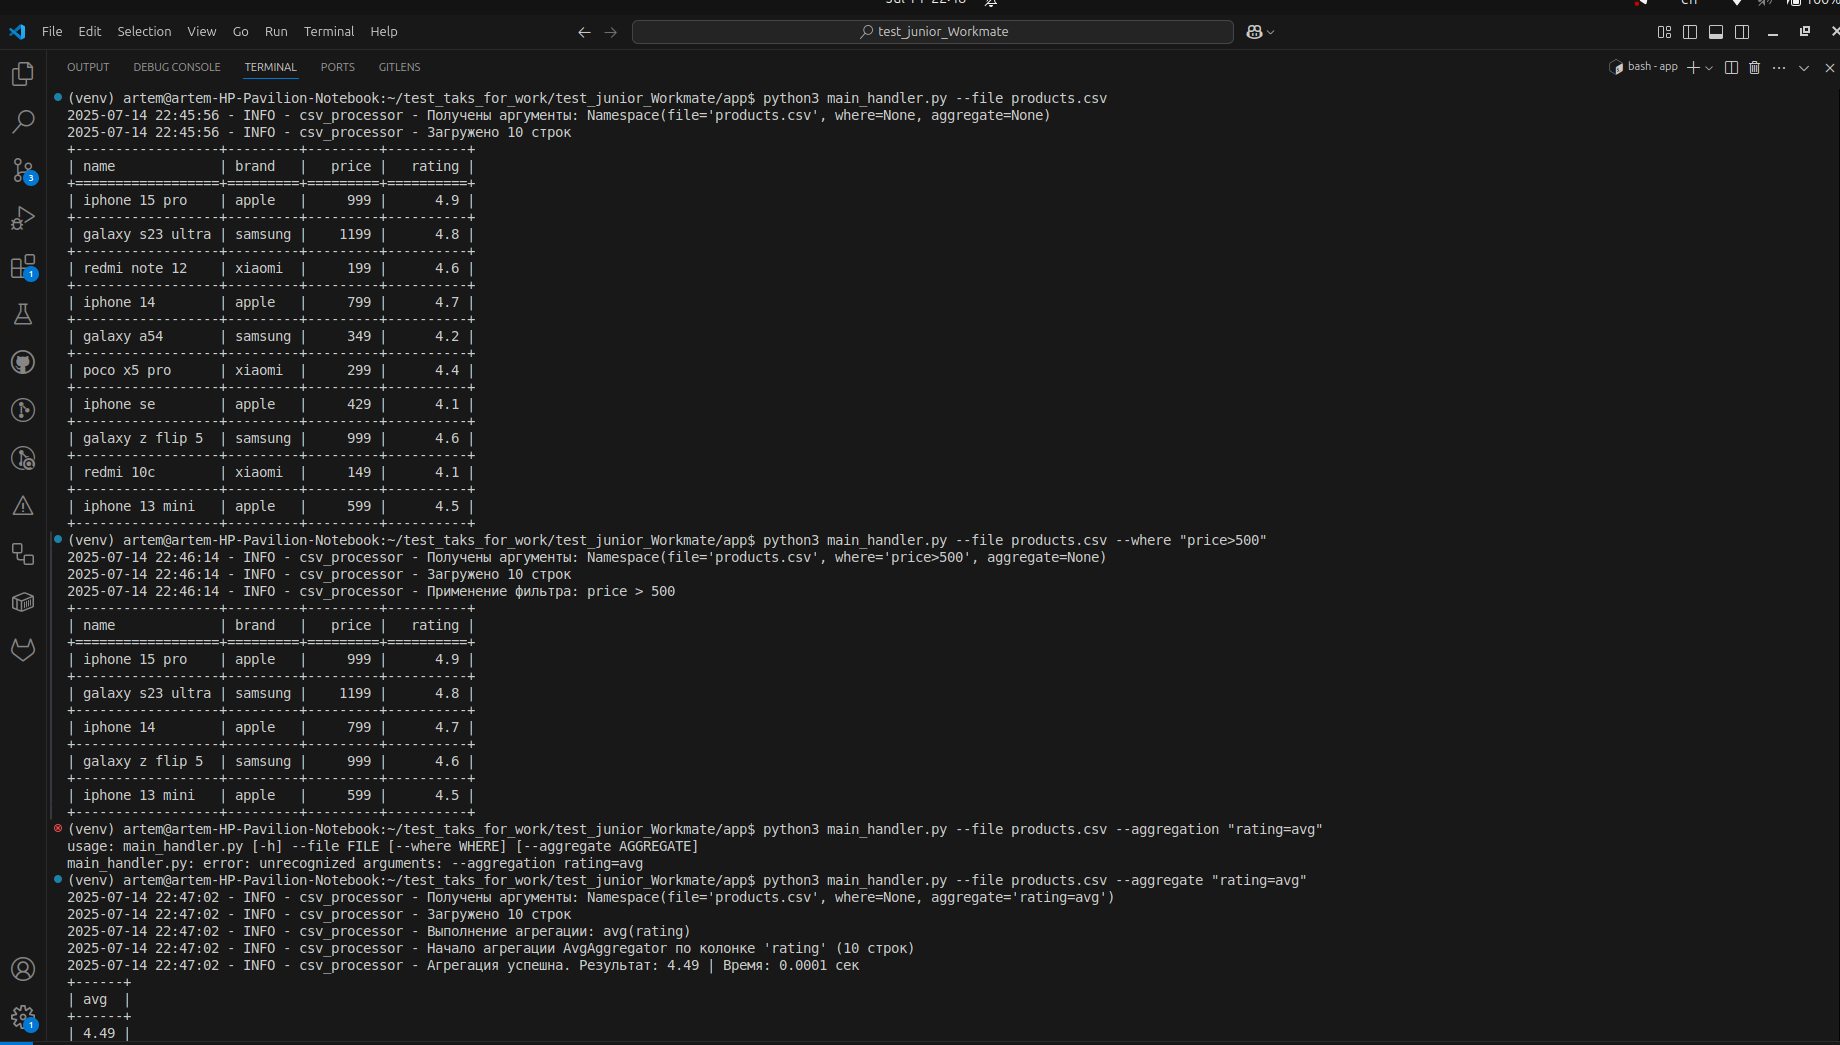 File Edit Selection View Go Run Terminal Help
test_junior_Workmate
OUTPUT DEBUG CONSOLE TERMINAL PORTS GITLENS
bash - app
(venv) artem@artem-HP-Pavilion-Notebook:~/test_taks_for_work/test_junior_Workmate/app$ python3 main_handler.py --file products.csv
2025-07-14 22:45:56 - INFO - csv_processor - Получены аргументы: Namespace(file='products.csv', where=None, aggregate=None)
2025-07-14 22:45:56 - INFO - csv_processor - Загружено 10 строк
+------------------+---------+---------+----------+
| name             | brand   |   price |   rating |
+==================+=========+=========+==========+
| iphone 15 pro    | apple   |     999 |      4.9 |
+------------------+---------+---------+----------+
| galaxy s23 ultra | samsung |    1199 |      4.8 |
+------------------+---------+---------+----------+
| redmi note 12    | xiaomi  |     199 |      4.6 |
+------------------+---------+---------+----------+
| iphone 14        | apple   |     799 |      4.7 |
+------------------+---------+---------+----------+
| galaxy a54       | samsung |     349 |      4.2 |
+------------------+---------+---------+----------+
| poco x5 pro      | xiaomi  |     299 |      4.4 |
+------------------+---------+---------+----------+
| iphone se        | apple   |     429 |      4.1 |
+------------------+---------+---------+----------+
| galaxy z flip 5  | samsung |     999 |      4.6 |
+------------------+---------+---------+----------+
| redmi 10c        | xiaomi  |     149 |      4.1 |
+------------------+---------+---------+----------+
| iphone 13 mini   | apple   |     599 |      4.5 |
+------------------+---------+---------+----------+
(venv) artem@artem-HP-Pavilion-Notebook:~/test_taks_for_work/test_junior_Workmate/app$ python3 main_handler.py --file products.csv --where "price>500"
2025-07-14 22:46:14 - INFO - csv_processor - Получены аргументы: Namespace(file='products.csv', where='price>500', aggregate=None)
2025-07-14 22:46:14 - INFO - csv_processor - Загружено 10 строк
2025-07-14 22:46:14 - INFO - csv_processor - Применение фильтра: price > 500
+------------------+---------+---------+----------+
| name             | brand   |   price |   rating |
+==================+=========+=========+==========+
| iphone 15 pro    | apple   |     999 |      4.9 |
+------------------+---------+---------+----------+
| galaxy s23 ultra | samsung |    1199 |      4.8 |
+------------------+---------+---------+----------+
| iphone 14        | apple   |     799 |      4.7 |
+------------------+---------+---------+----------+
| galaxy z flip 5  | samsung |     999 |      4.6 |
+------------------+---------+---------+----------+
| iphone 13 mini   | apple   |     599 |      4.5 |
+------------------+---------+---------+----------+
(venv) artem@artem-HP-Pavilion-Notebook:~/test_taks_for_work/test_junior_Workmate/app$ python3 main_handler.py --file products.csv --aggregation "rating=avg"
usage: main_handler.py [-h] --file FILE [--where WHERE] [--aggregate AGGREGATE]
main_handler.py: error: unrecognized arguments: --aggregation rating=avg
(venv) artem@artem-HP-Pavilion-Notebook:~/test_taks_for_work/test_junior_Workmate/app$ python3 main_handler.py --file products.csv --aggregate "rating=avg"
2025-07-14 22:47:02 - INFO - csv_processor - Получены аргументы: Namespace(file='products.csv', where=None, aggregate='rating=avg')
2025-07-14 22:47:02 - INFO - csv_processor - Загружено 10 строк
2025-07-14 22:47:02 - INFO - csv_processor - Выполнение агрегации: avg(rating)
2025-07-14 22:47:02 - INFO - csv_processor - Начало агрегации AvgAggregator по колонке 'rating' (10 строк)
2025-07-14 22:47:02 - INFO - csv_processor - Агрегация успешна. Результат: 4.49 | Время: 0.0001 сек
+------+
| avg  |
+------+
| 4.49 |
3
1
1